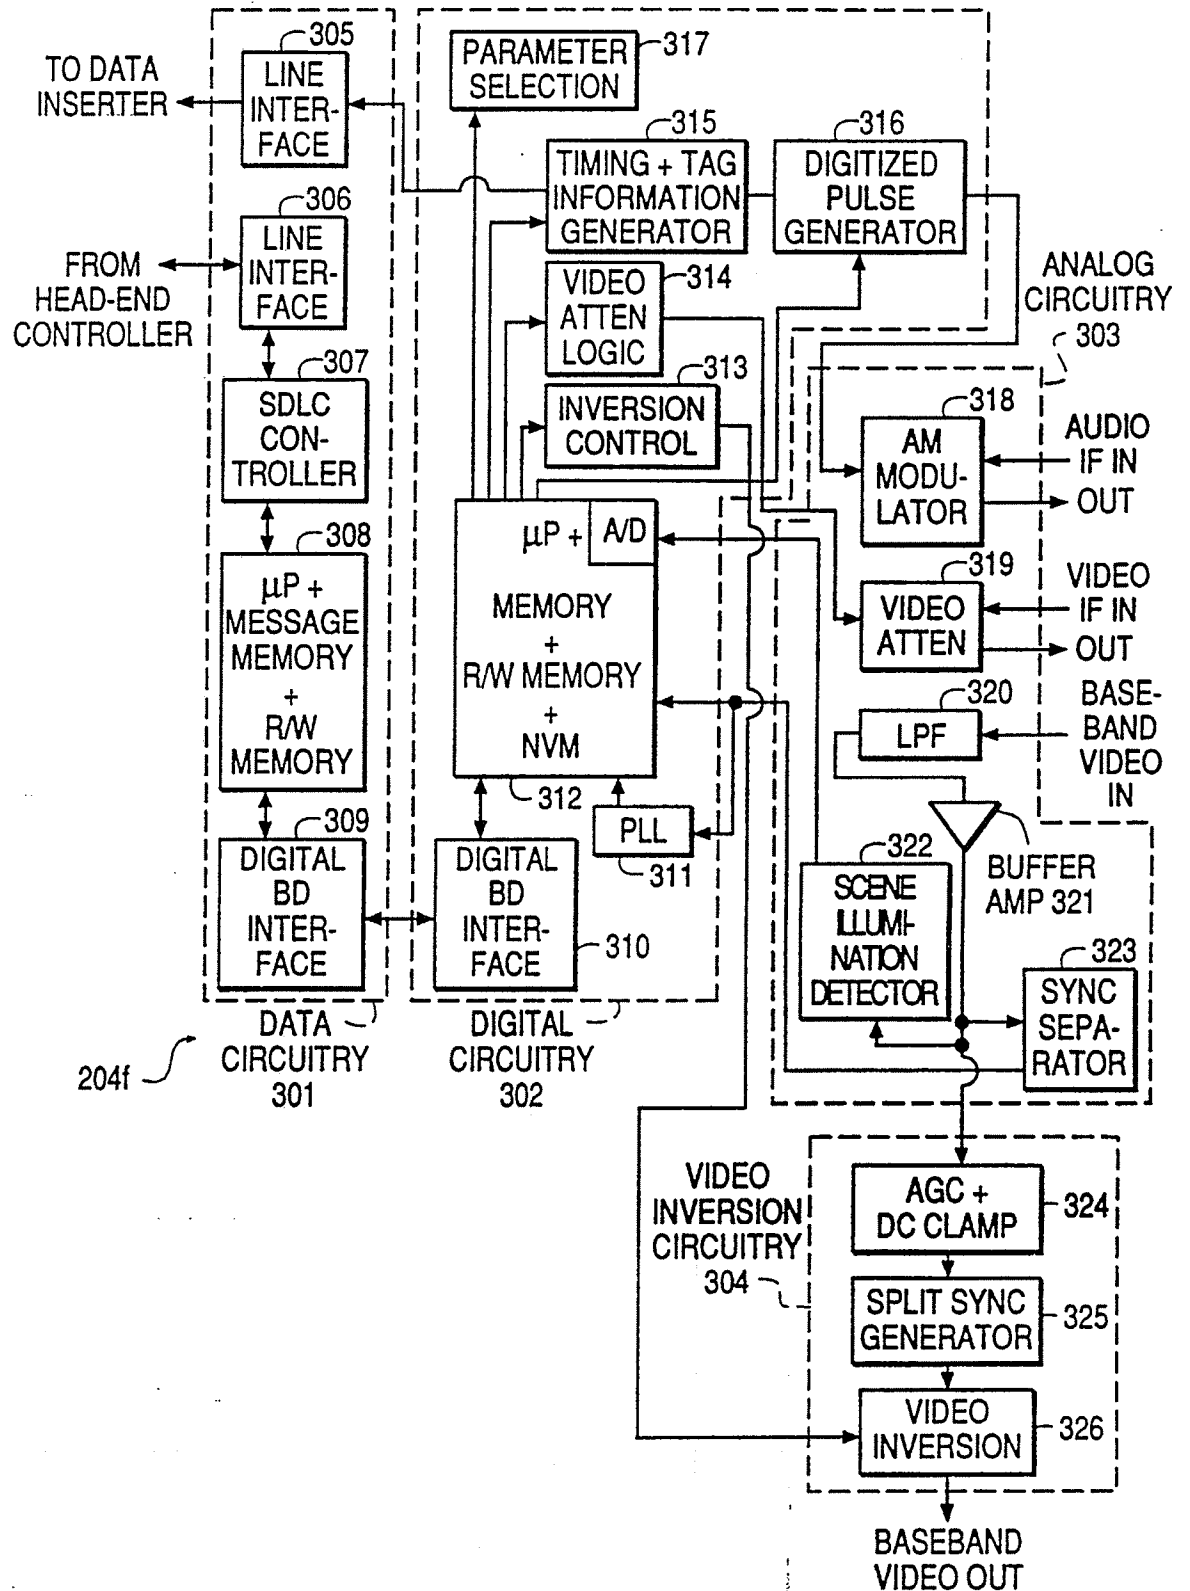 305
TO DATA
INSERTER
LINE
INTER-
FACE
306
FROM
HEAD-END
CONTROLLER
LINE
INTER-
FACE
307
SDLC
CON-
TROLLER
308
µP +
MESSAGE
MEMORY
+
R/W
MEMORY
309
DIGITAL
BD
INTER-
FACE
DATA
CIRCUITRY
301
204f
PARAMETER
SELECTION
317
315
TIMING + TAG
INFORMATION
GENERATOR
316
DIGITIZED
PULSE
GENERATOR
VIDEO
ATTEN
LOGIC
314
313
INVERSION
CONTROL
µP +
A/D
MEMORY
+
R/W MEMORY
+
NVM
312
PLL
311
DIGITAL
BD
INTER-
FACE
310
DIGITAL
CIRCUITRY
302
ANALOG
CIRCUITRY
303
318
AM
MODU-
LATOR
AUDIO
IF IN
OUT
319
VIDEO
ATTEN
VIDEO
IF IN
OUT
320
LPF
BASE-
BAND
VIDEO
IN
BUFFER
AMP 321
322
SCENE
ILLUMI-
NATION
DETECTOR
323
SYNC
SEPA-
RATOR
VIDEO
INVERSION
CIRCUITRY
304
AGC +
DC CLAMP
324
SPLIT SYNC
GENERATOR
325
VIDEO
INVERSION
326
BASEBAND
VIDEO OUT